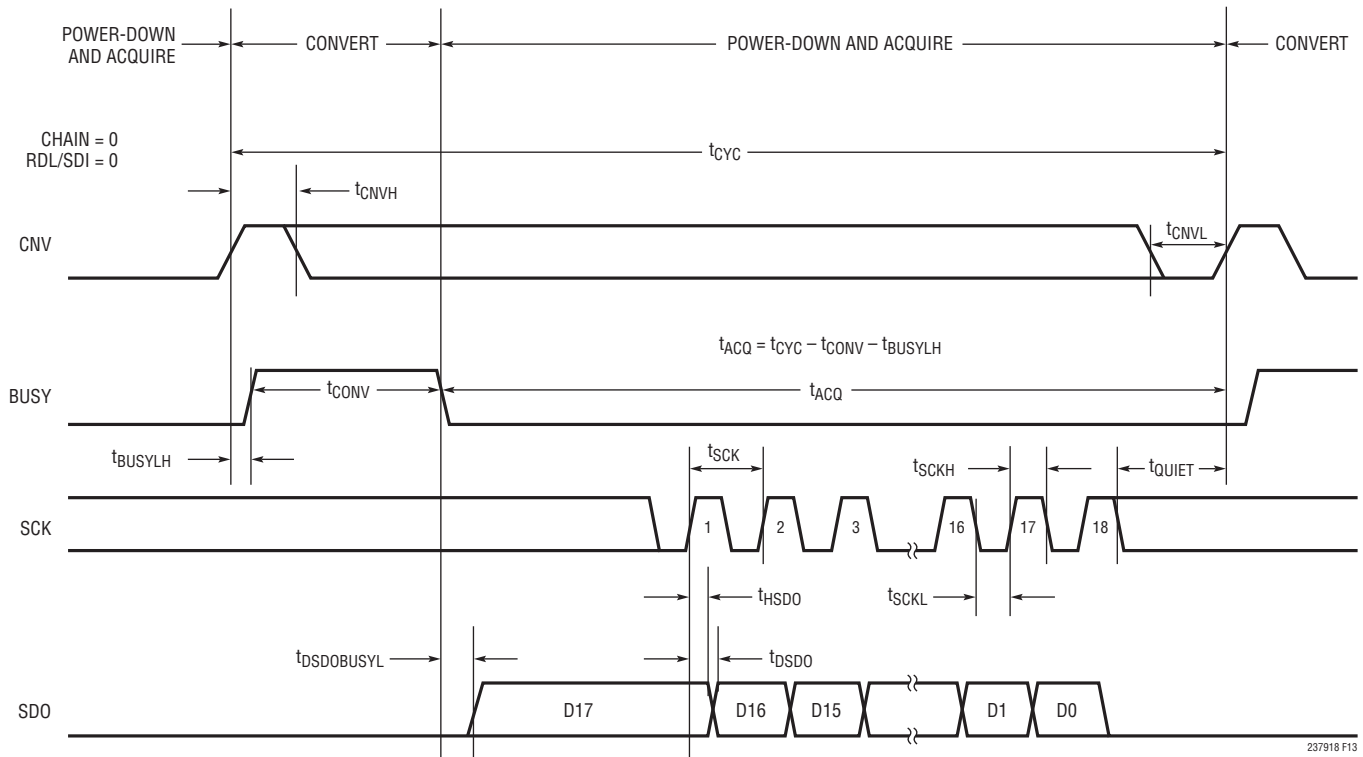 POWER-DOWN
AND ACQUIRE
CONVERT
POWER-DOWN AND ACQUIRE
CONVERT
CHAIN = 0
RDL/SDI = 0
tCYC
tCNVH
tCNVL
CNV
tACQ = tCYC – tCONV – tBUSYLH
tCONV
tACQ
BUSY
tBUSYLH
tSCK
tSCKH
tQUIET
SCK
1
2
3
16
17
18
tHSDO
tSCKL
tDSDOBUSYL
tDSDO
SDO
D17
D16
D15
D1
D0
237918 F13